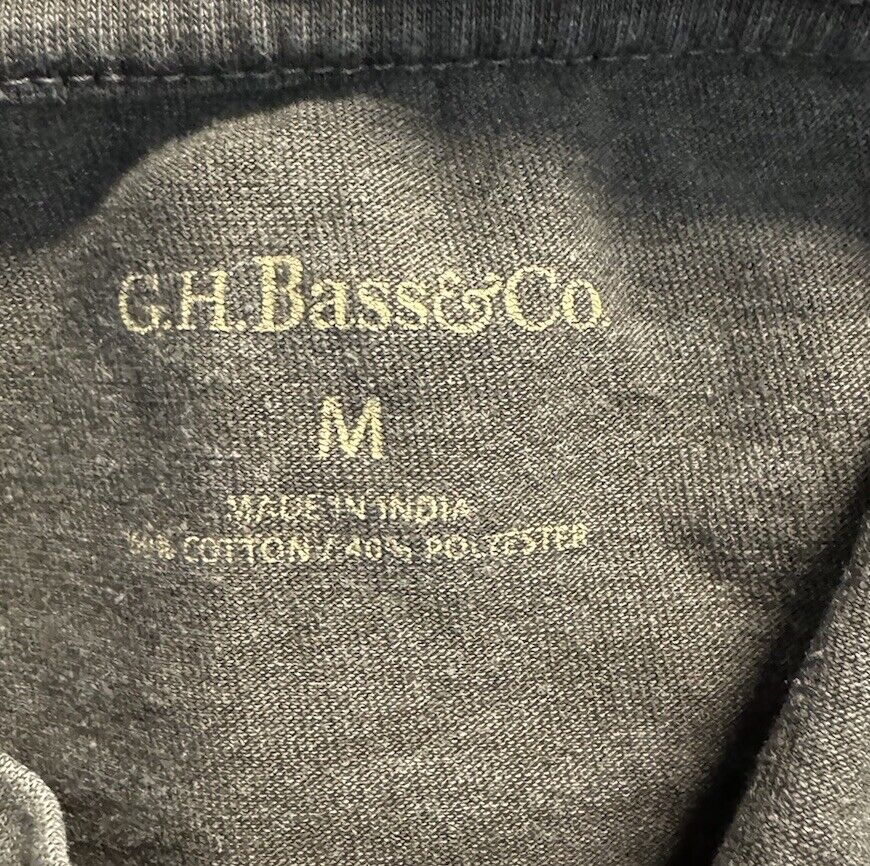 G.H.Bass&Co.
M
MADE IN INDIA
COTTON / 40% POLYESTER